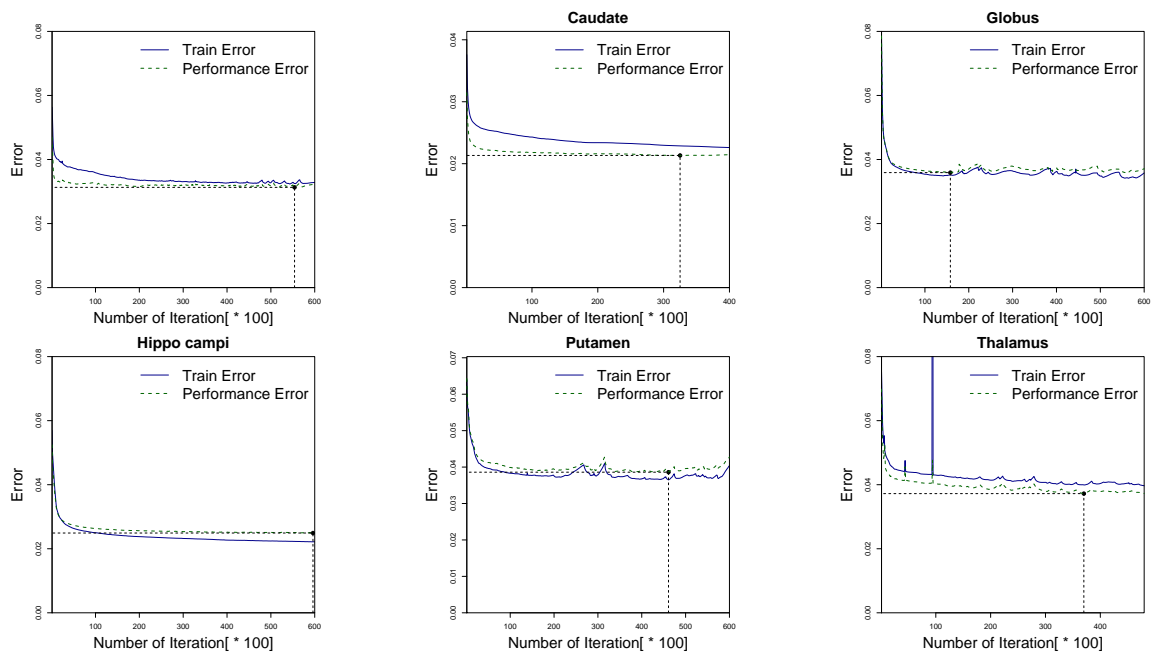 0.08
0.06
0.04
0.02
0.00
Error
Train Error
Performance Error
100 200 300 400 500 600
Number of Iteration[ * 100]
Caudate
0.04
0.03
0.02
0.01
0.00
Error
Train Error
Performance Error
100 200 300 400
Number of Iteration[ * 100]
Globus
0.08
0.06
0.04
0.02
0.00
Error
Train Error
Performance Error
100 200 300 400 500 600
Number of Iteration[ * 100]
Hippo campi
0.08
0.06
0.04
0.02
0.00
Error
Train Error
Performance Error
100 200 300 400 500 600
Number of Iteration[ * 100]
Putamen
0.07
0.06
0.05
0.04
0.03
0.02
0.01
0.00
Error
Train Error
Performance Error
100 200 300 400 500 600
Number of Iteration[ * 100]
Thalamus
0.08
0.06
0.04
0.02
0.00
Error
Train Error
Performance Error
100 200 300 400
Number of Iteration[ * 100]